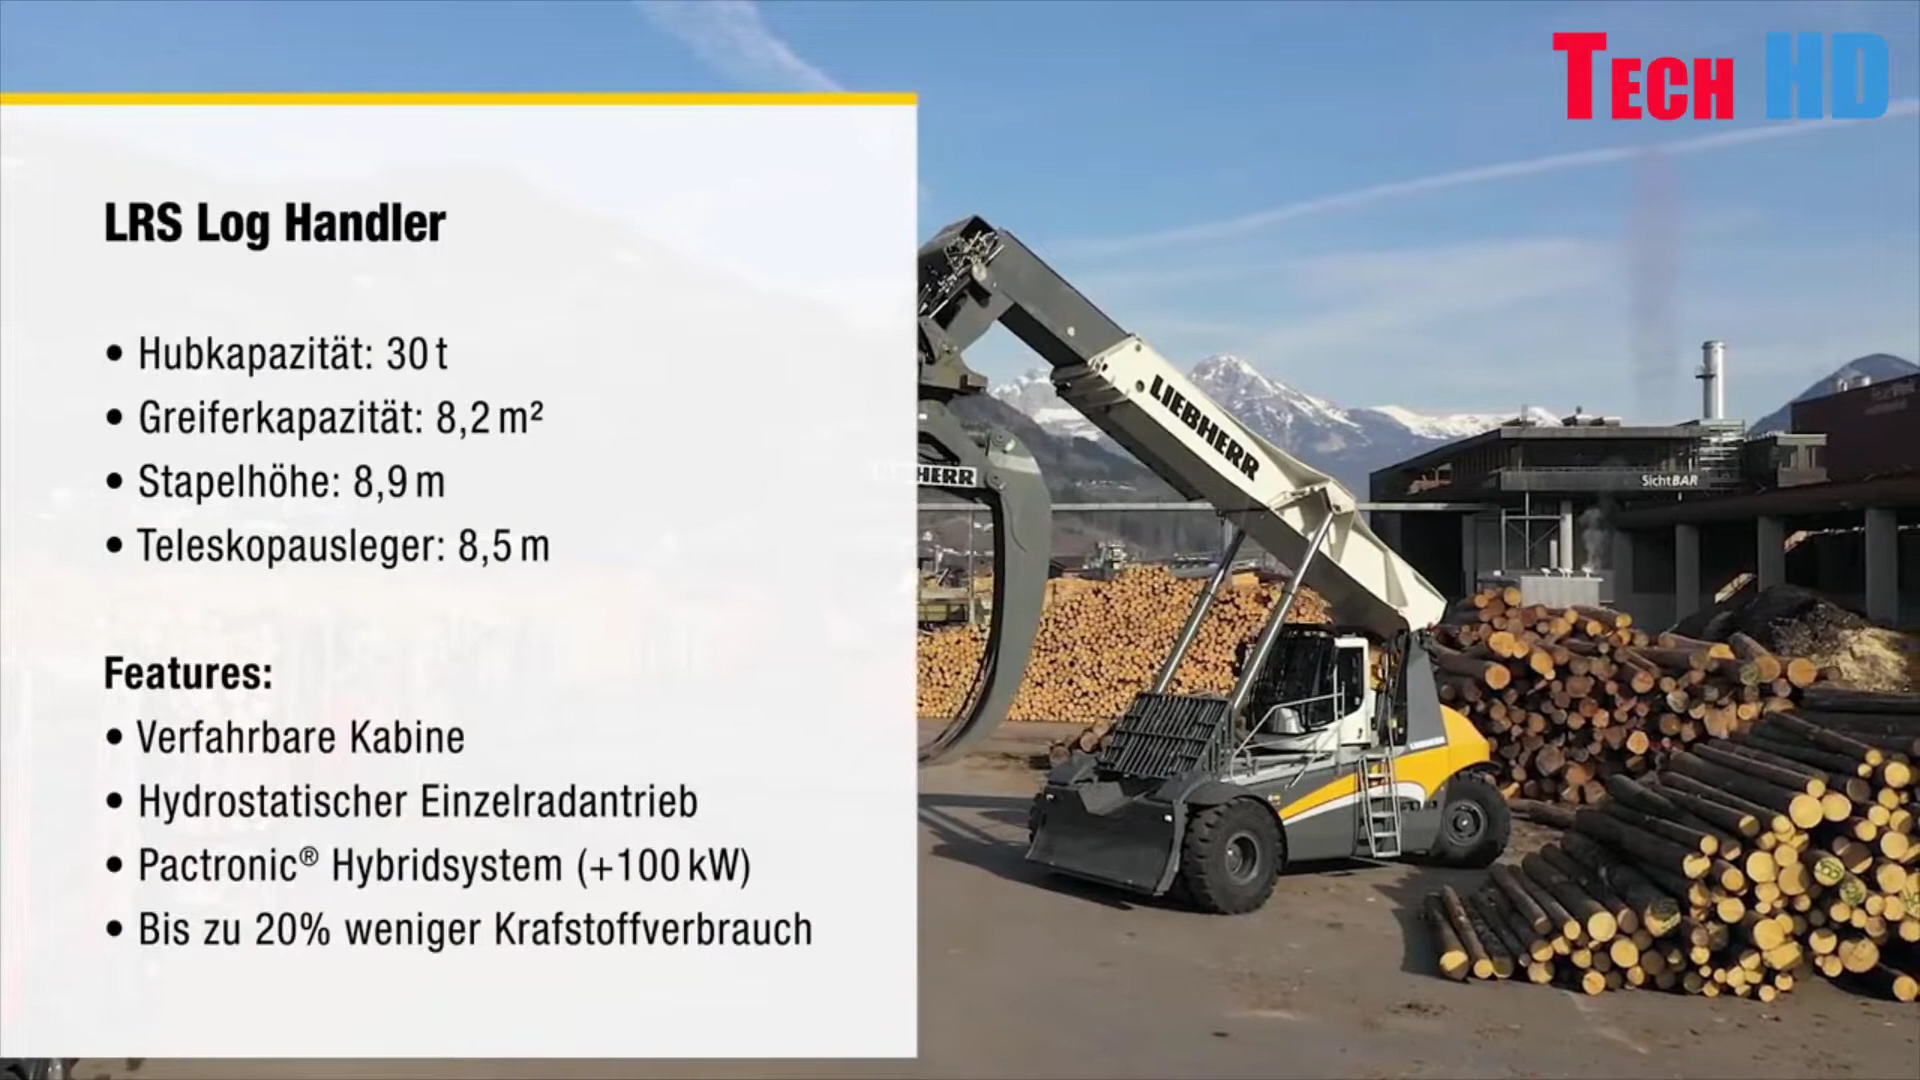 TECH HD
LRS Log Handler
• Hubkapazität: 30 t
• Greiferkapazität: 8,2 m²
• Stapelhöhe: 8,9 m
• Teleskopausleger: 8,5 m
Features:
• Verfahrbare Kabine
• Hydrostatischer Einzelradantrieb
• Pactronic® Hybridsystem (+100 kW)
• Bis zu 20% weniger Krafstoffverbrauch
LIEBHERR
HERR
SichtBAR